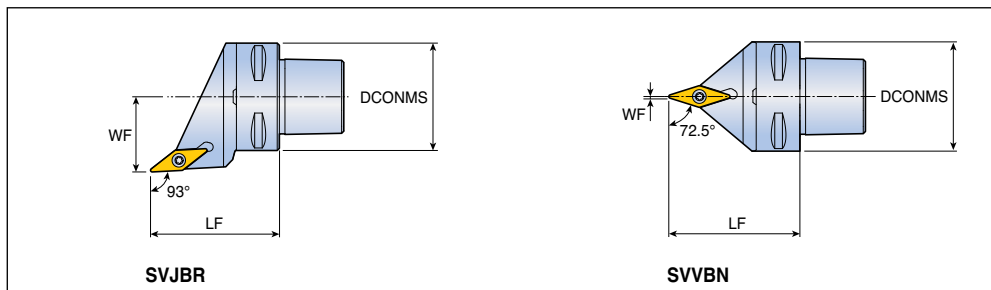 DCONMS
WF
93°
LF
SVJBR
DCONMS
WF
72.5°
LF
SVVBN